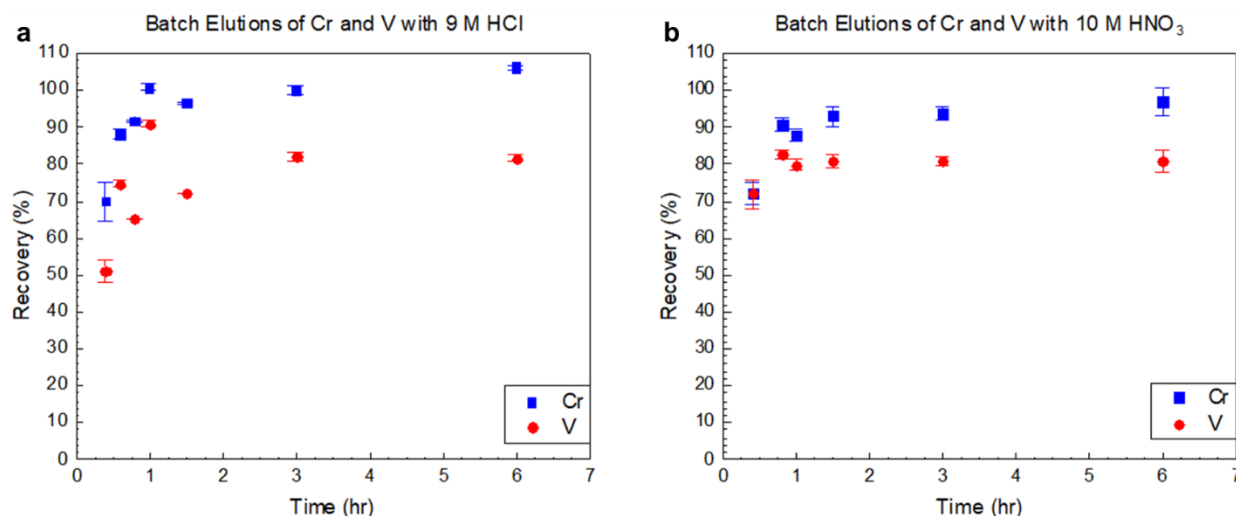 a
Batch Elutions of Cr and V with 9 M HCl
110
100
90
80
70
60
50
40
30
20
10
0
Recovery (%)
0 1 2 3 4 5 6 7
Time (hr)
Cr
V
b
Batch Elutions of Cr and V with 10 M HNO₃
110
100
90
80
70
60
50
40
30
20
10
0
Recovery (%)
0 1 2 3 4 5 6 7
Time (hr)
Cr
V